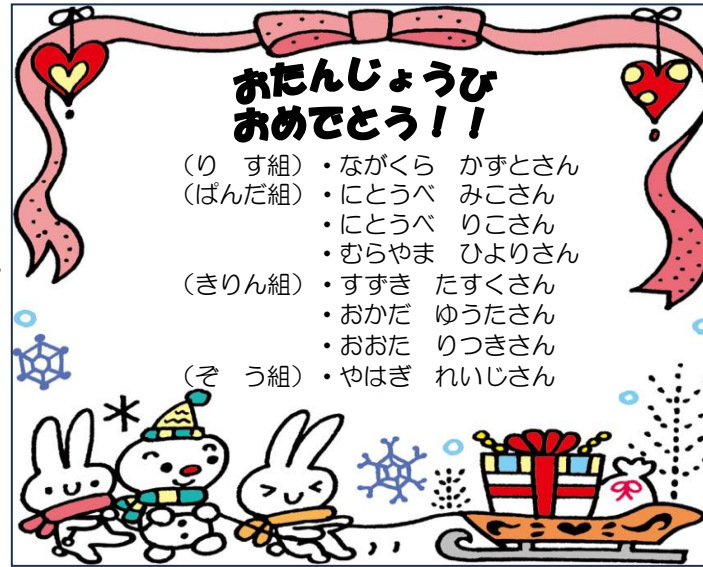 おたんじょうび
おめでとう！！
（り　す組）・ながくら　かずとさん
（ぱんだ組）・にとうべ　みこさん
・にとうべ　りこさん
・むらやま　ひよりさん
（きりん組）・すずき　たすくさん
・おかだ　ゆうたさん
・おおた　りつきさん
（ぞ　う組）・やはぎ　れいじさん